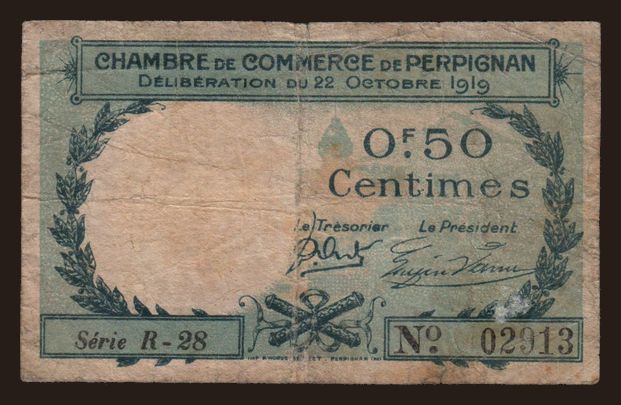 CHAMBRE DE COMMERCE DE PERPIGNAN
DÉLIBÉRATION DU 22 OCTOBRE 1919
0F.50
Centimes
Le Trésorier Le Président
Série R-28 No. 02913
PERPIGNAN